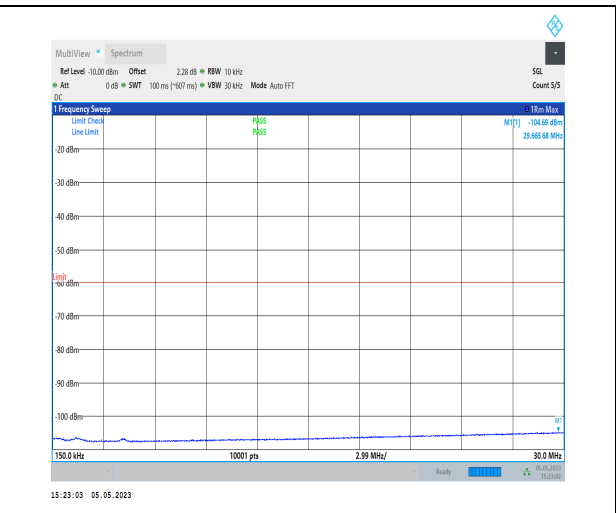 MultiView Spectrum
Ref Level -10.00 dBm Offset 2.28 dB RBW 10 kHz SGL
Att 0 dB SWT 100 ms (~607 ms) VBW 30 kHz Mode Auto FFT Count 5/5
DC
1 Frequency Sweep 1Rm Max
Limit Check PASS M1[1] -104.69 dBm
Line Limit PASS 29.665 68 MHz
-20 dBm
-30 dBm
-40 dBm
-50 dBm
Limit
-60 dBm
-70 dBm
-80 dBm
-90 dBm
-100 dBm
M1
150.0 kHz 10001 pts 2.99 MHz/ 30.0 MHz
Ready 05.05.2023
15:23:02
15:23:03 05.05.2023